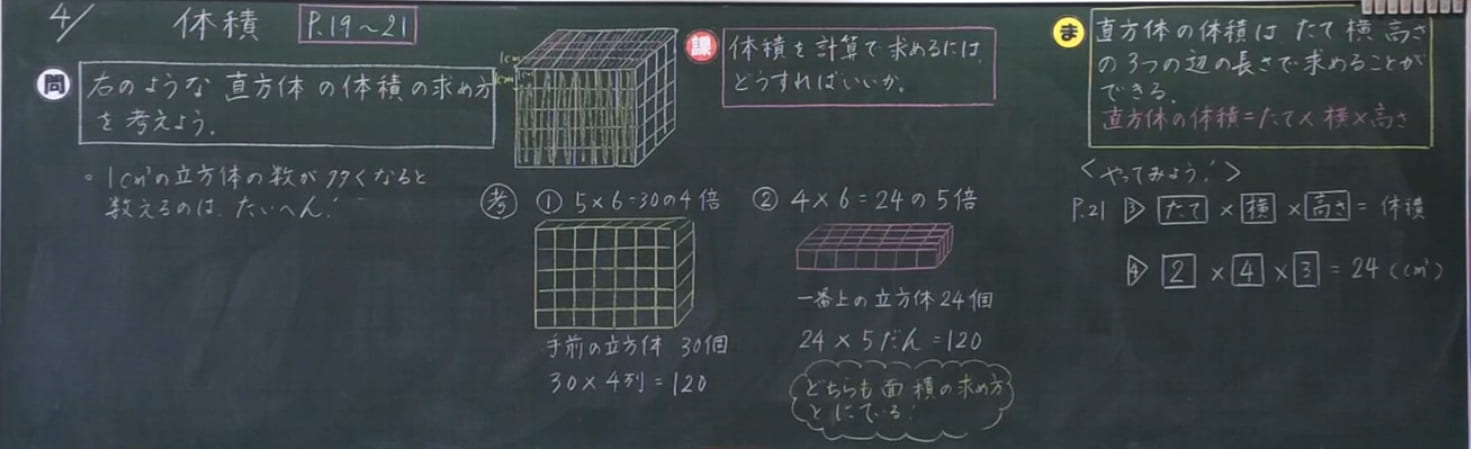 4/
体積
P.19~21
問
右のような直方体の体積の求め方
を考えよう。
。1cm³の立方体の数が多くなると
数えるのは、たいへん!
1cm
課
体積を計算で求めるには、
どうすればいいか。
考
① 5×6=30の4倍
手前の立方体 30個
30×4列=120
② 4×6=24の5倍
一番上の立方体24個
24×5だん=120
どちらも面積の求め方
とにている!
ま
直方体の体積は たて 横 高さ
の3つの辺の長さで求めることが
できる。
直方体の体積=たて×横×高さ
<やってみよう!>
P.21 3 たて × 横 × 高さ = 体積
4 2 × 4 × 3 = 24 (cm³)